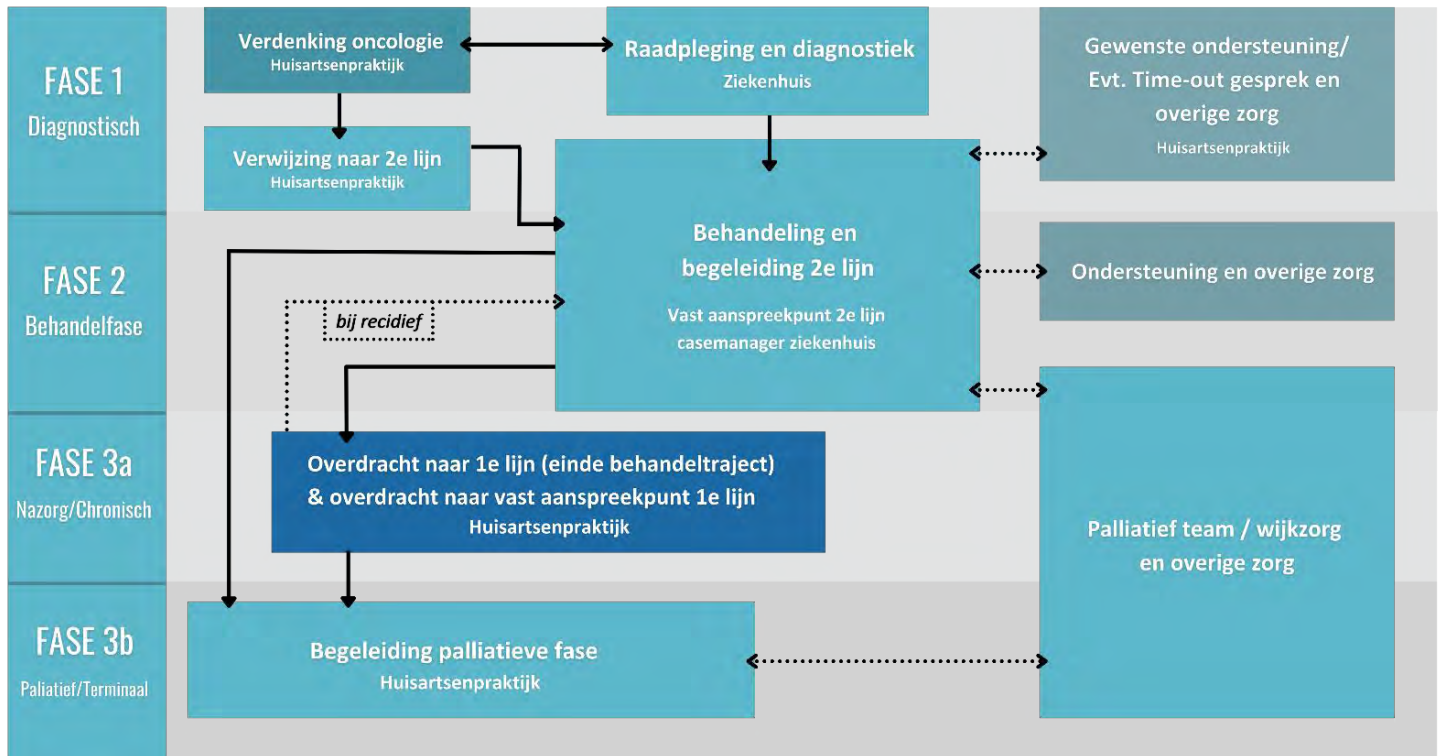 FASE 1
Diagnostisch
Verdenking oncologie
Huisartsenpraktijk
Raadpleging en diagnostiek
Ziekenhuis
Gewenste ondersteuning/
Evt. Time-out gesprek en
overige zorg
Huisartsenpraktijk
Verwijzing naar 2e lijn
Huisartsenpraktijk
FASE 2
Behandelfase
Behandeling en
begeleiding 2e lijn
Vast aanspreekpunt 2e lijn
casemanager ziekenhuis
Ondersteuning en overige zorg
bij recidief
FASE 3a
Nazorg/Chronisch
Overdracht naar 1e lijn (einde behandeltraject)
& overdracht naar vast aanspreekpunt 1e lijn
Huisartsenpraktijk
Palliatief team / wijkzorg
en overige zorg
FASE 3b
Paliatief/Terminaal
Begeleiding palliatieve fase
Huisartsenpraktijk